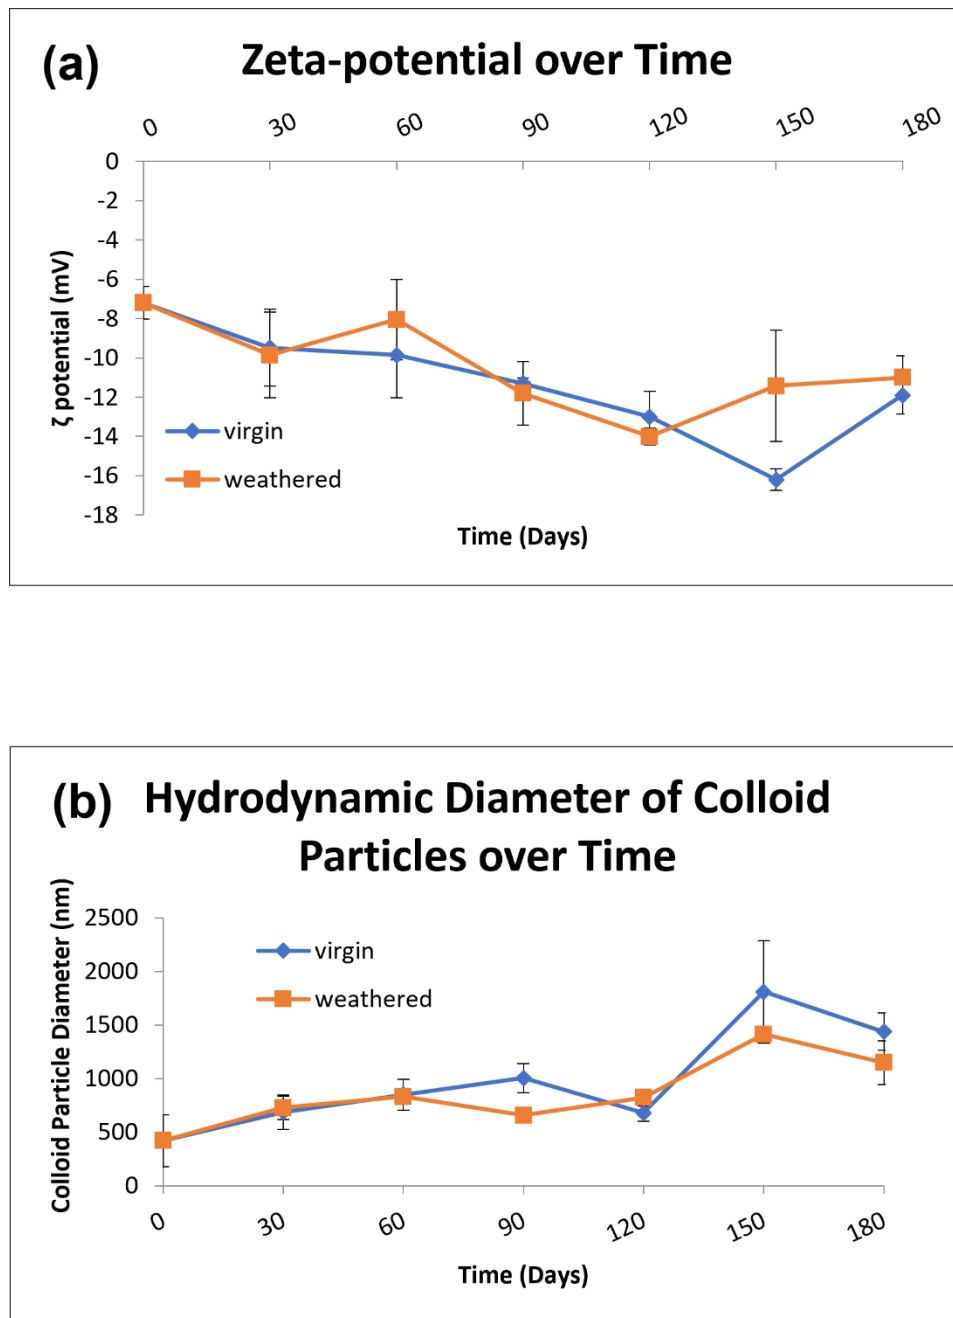 (a) Zeta-potential over Time
0 30 60 90 120 150 180
0
-2
-4
-6
-8
-10
-12
-14
-16
-18
ζ potential (mV)
virgin
weathered
Time (Days)
(b) Hydrodynamic Diameter of Colloid
Particles over Time
Colloid Particle Diameter (nm)
2500
2000
1500
1000
500
0
virgin
weathered
0 30 60 90 120 150 180
Time (Days)